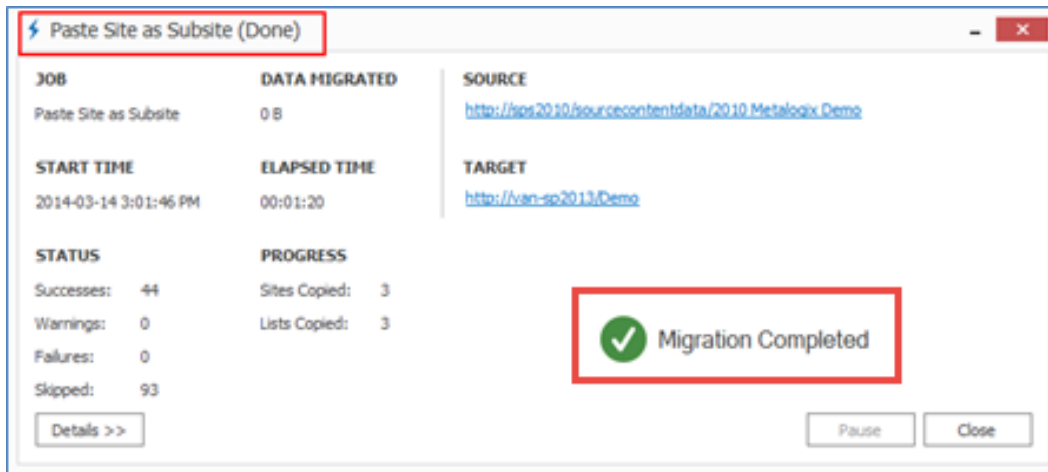 Paste Site as Subsite (Done)
JOB
Paste Site as Subsite
DATA MIGRATED
0 B
SOURCE
http://sps2010/sourcecontentdata/2010 Metalogix Demo
START TIME
2014-03-14 3:01:46 PM
ELAPSED TIME
00:01:20
TARGET
http://van-sp2013/Demo
STATUS
Successes: 44
Warnings: 0
Failures: 0
Skipped: 93
PROGRESS
Sites Copied: 3
Lists Copied: 3
Migration Completed
Details >>
Pause
Close